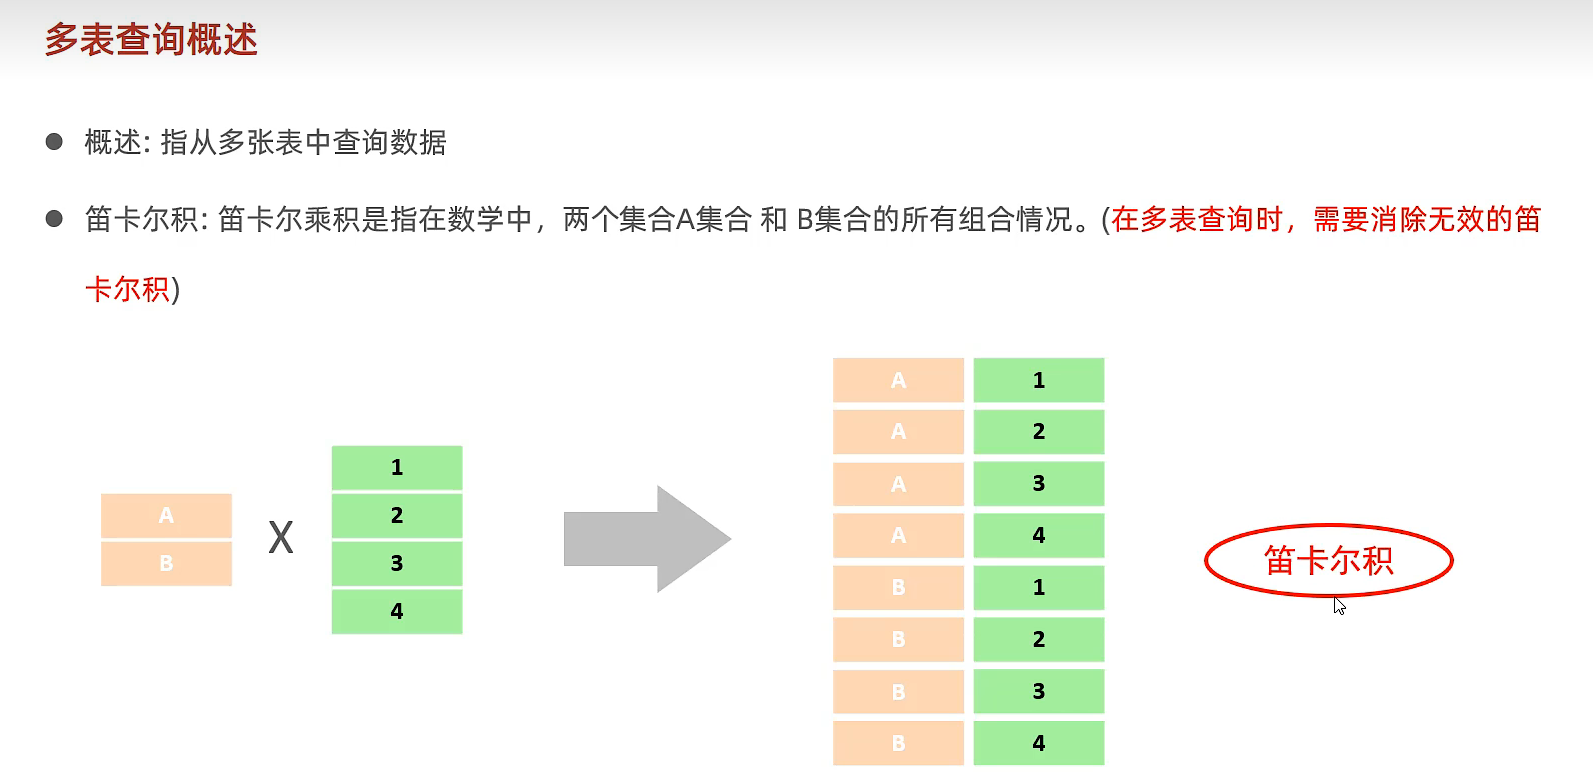 多表查询概述
概述: 指从多张表中查询数据
笛卡尔积: 笛卡尔乘积是指在数学中，两个集合A集合 和 B集合的所有组合情况。(在多表查询时，需要消除无效的笛
卡尔积)
A
B
X
1
2
3
4
A 1
A 2
A 3
A 4
B 1
B 2
B 3
B 4
笛卡尔积